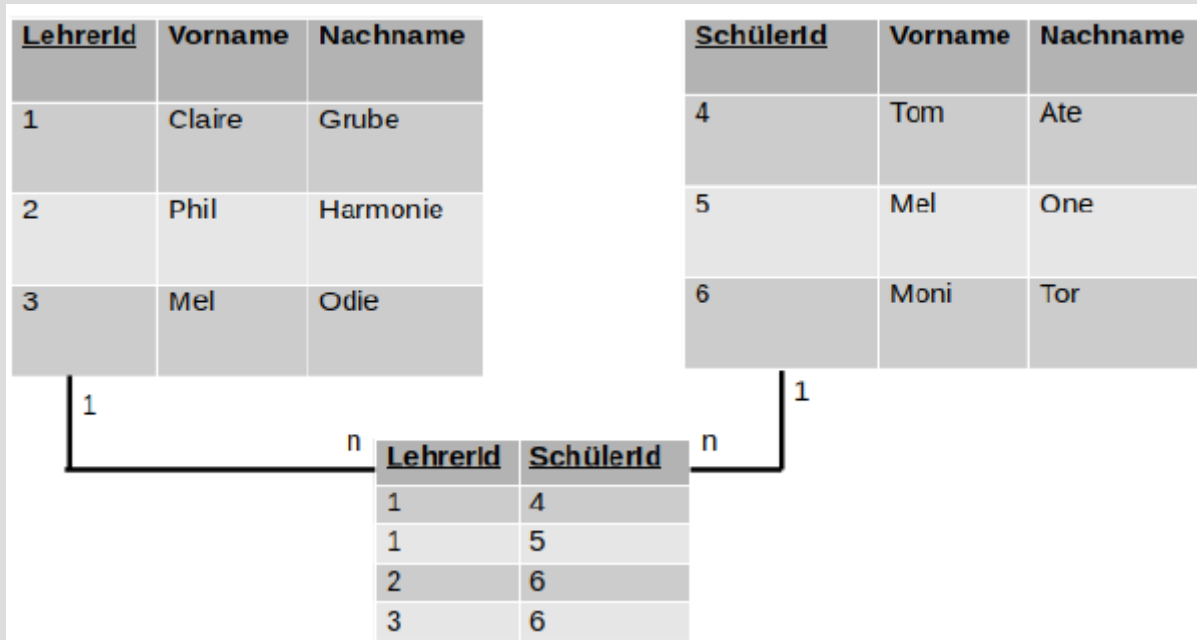 LehrerId Vorname Nachname
1 Claire Grube
2 Phil Harmonie
3 Mel Odie
SchülerId Vorname Nachname
4 Tom Ate
5 Mel One
6 Moni Tor
1
1
n
n
LehrerId SchülerId
1 4
1 5
2 6
3 6